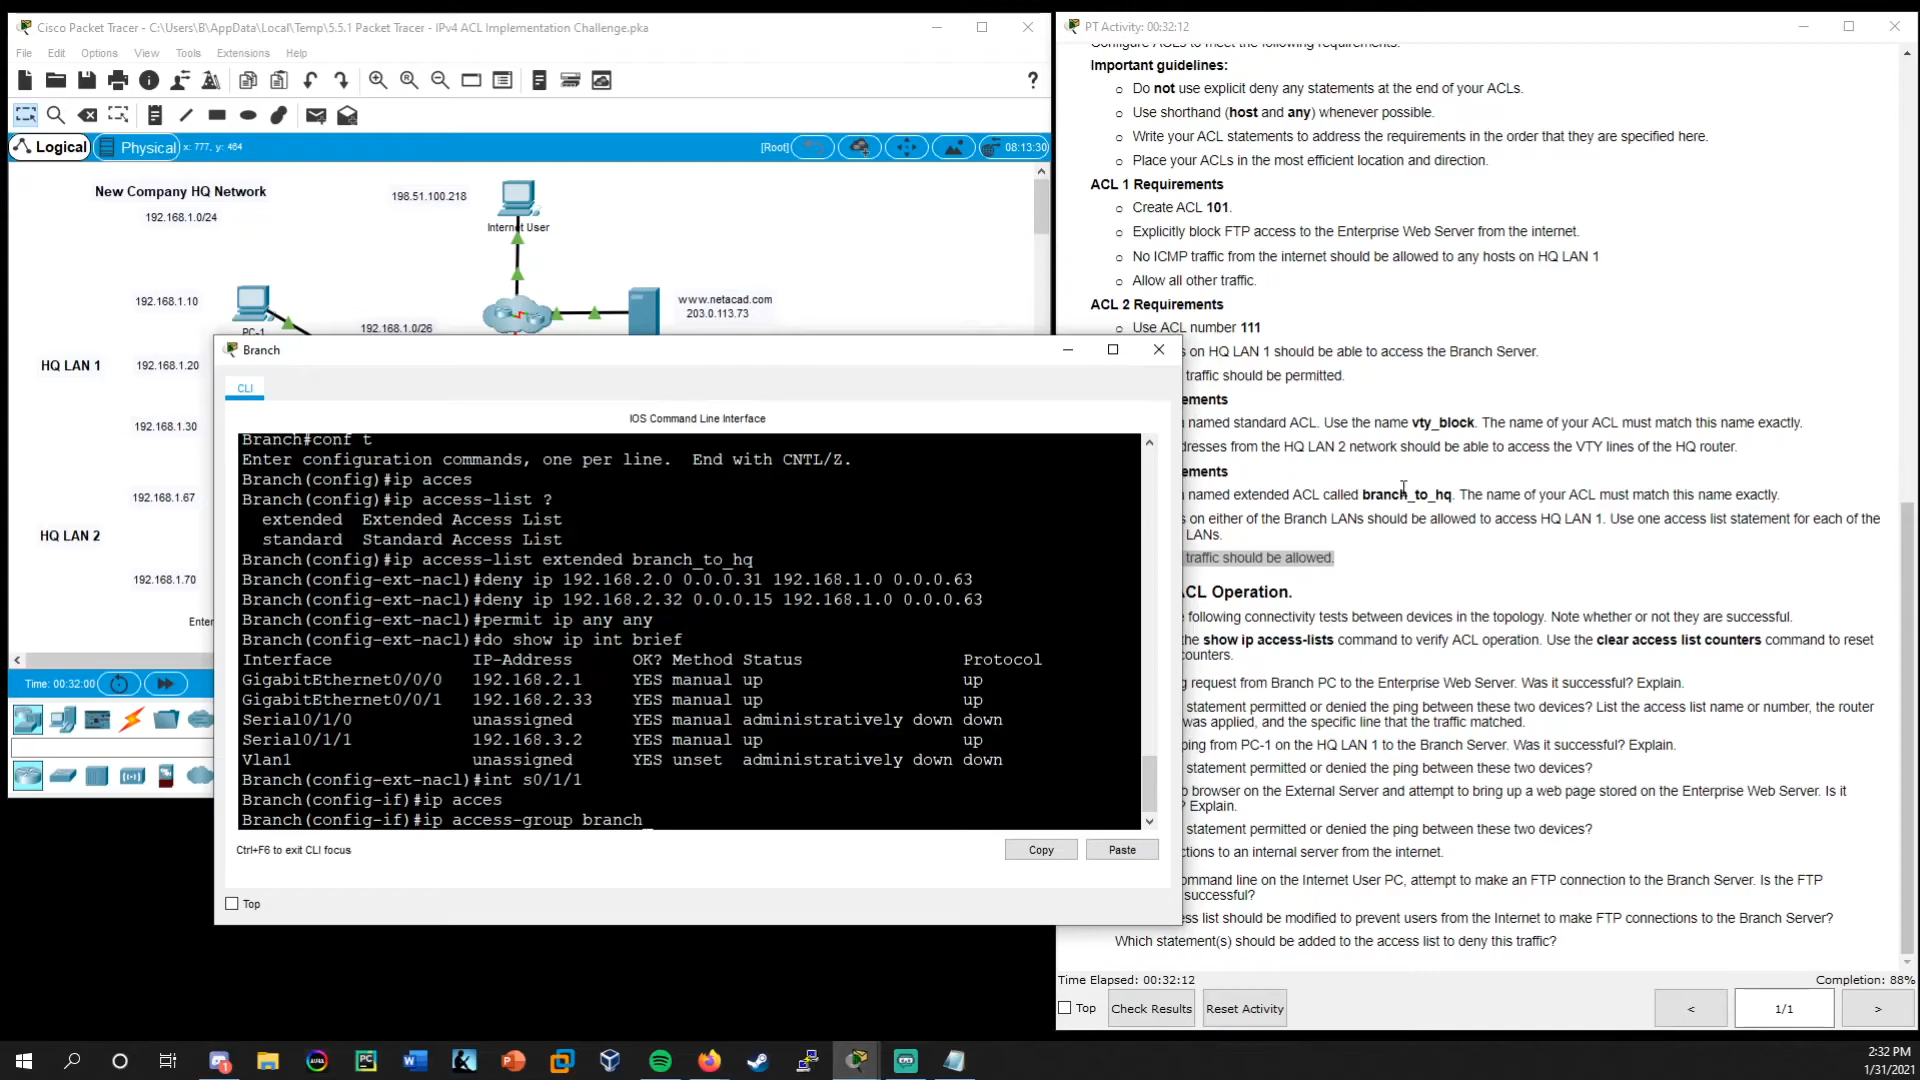 Cisco Packet Tracer - C:\Users\B\AppData\Local\Temp\5.5.1 Packet Tracer - IPv4 ACL Implementation Challenge.pka
File Edit Options View Tools Extensions Help
Logical Physical x: 777, y: 464 [Root] 08:13:30
New Company HQ Network
192.168.1.0/24
198.51.100.218
Internet User
192.168.1.10
PC-1
192.168.1.0/26
www.netacad.com
203.0.113.73
HQ LAN 1
192.168.1.20
192.168.1.30
192.168.1.67
HQ LAN 2
192.168.1.70
Enter
Time: 00:32:00
Branch
CLI
IOS Command Line Interface
Branch#conf t
Enter configuration commands, one per line. End with CNTL/Z.
Branch(config)#ip acces
Branch(config)#ip access-list ?
extended Extended Access List
standard Standard Access List
Branch(config)#ip access-list extended branch_to_hq
Branch(config-ext-nacl)#deny ip 192.168.2.0 0.0.0.31 192.168.1.0 0.0.0.63
Branch(config-ext-nacl)#deny ip 192.168.2.32 0.0.0.15 192.168.1.0 0.0.0.63
Branch(config-ext-nacl)#permit ip any any
Branch(config-ext-nacl)#do show ip int brief
Interface IP-Address OK? Method Status Protocol
GigabitEthernet0/0/0 192.168.2.1 YES manual up up
GigabitEthernet0/0/1 192.168.2.33 YES manual up up
Serial0/1/0 unassigned YES manual administratively down down
Serial0/1/1 192.168.3.2 YES manual up up
Vlan1 unassigned YES unset administratively down down
Branch(config-ext-nacl)#int s0/1/1
Branch(config-if)#ip acces
Branch(config-if)#ip access-group branch_
Ctrl+F6 to exit CLI focus
Copy Paste
Top
PT Activity: 00:32:12
Configure ACLs to meet the following requirements:
Important guidelines:
o Do not use explicit deny any statements at the end of your ACLs.
o Use shorthand (host and any) whenever possible.
o Write your ACL statements to address the requirements in the order that they are specified here.
o Place your ACLs in the most efficient location and direction.
ACL 1 Requirements
o Create ACL 101.
o Explicitly block FTP access to the Enterprise Web Server from the internet.
o No ICMP traffic from the internet should be allowed to any hosts on HQ LAN 1
o Allow all other traffic.
ACL 2 Requirements
o Use ACL number 111
s on HQ LAN 1 should be able to access the Branch Server.
traffic should be permitted.
ements
named standard ACL. Use the name vty_block. The name of your ACL must match this name exactly.
dresses from the HQ LAN 2 network should be able to access the VTY lines of the HQ router.
ements
named extended ACL called branch_to_hq. The name of your ACL must match this name exactly.
s on either of the Branch LANs should be allowed to access HQ LAN 1. Use one access list statement for each of the
LANs.
traffic should be allowed.
CL Operation.
following connectivity tests between devices in the topology. Note whether or not they are successful.
the show ip access-lists command to verify ACL operation. Use the clear access list counters command to reset
counters.
g request from Branch PC to the Enterprise Web Server. Was it successful? Explain.
statement permitted or denied the ping between these two devices? List the access list name or number, the router
was applied, and the specific line that the traffic matched.
ping from PC-1 on the HQ LAN 1 to the Branch Server. Was it successful? Explain.
statement permitted or denied the ping between these two devices?
b browser on the External Server and attempt to bring up a web page stored on the Enterprise Web Server. Is it
? Explain.
statement permitted or denied the ping between these two devices?
ctions to an internal server from the internet.
ommand line on the Internet User PC, attempt to make an FTP connection to the Branch Server. Is the FTP
successful?
ess list should be modified to prevent users from the Internet to make FTP connections to the Branch Server?
Which statement(s) should be added to the access list to deny this traffic?
Time Elapsed: 00:32:12 Completion: 88%
Top Check Results Reset Activity < 1/1 >
2:32 PM
1/31/2021